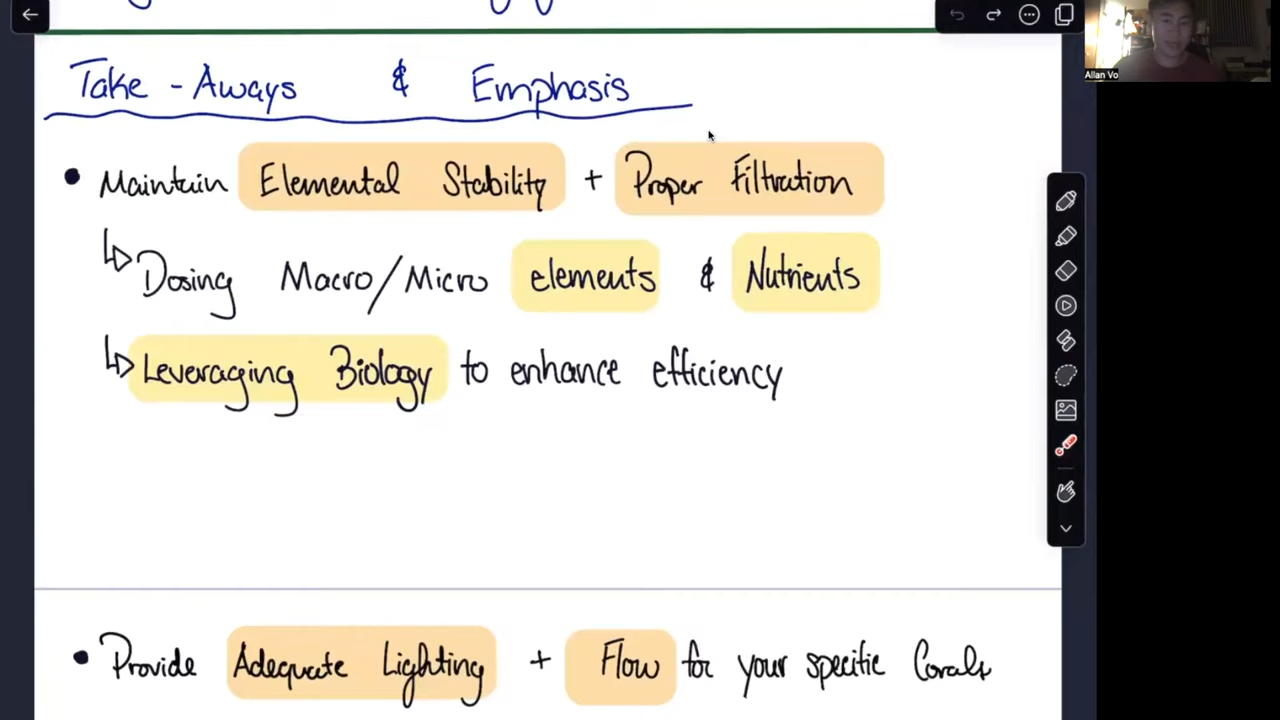 Take - Aways & Emphasis
• Maintain Elemental Stability + Proper Filtration
↳ Dosing Macro/Micro elements & Nutrients
↳ Leveraging Biology to enhance efficiency
• Provide Adequate Lighting + Flow for your specific Corals
Allan Vo